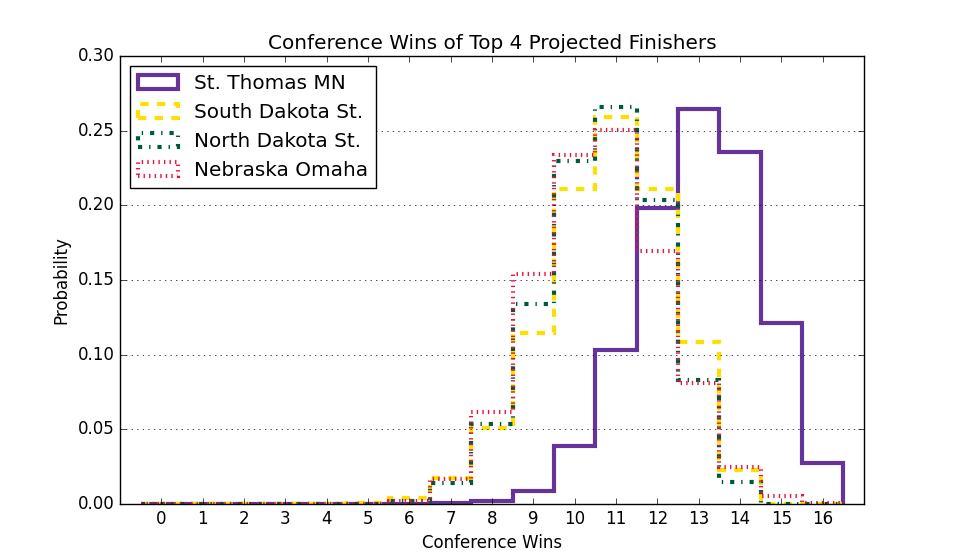 Conference Wins of Top 4 Projected Finishers
0.30
0.25
0.20
0.15
0.10
0.05
0.00
Probability
St. Thomas MN
South Dakota St.
North Dakota St.
Nebraska Omaha
0 1 2 3 4 5 6 7 8 9 10 11 12 13 14 15 16
Conference Wins